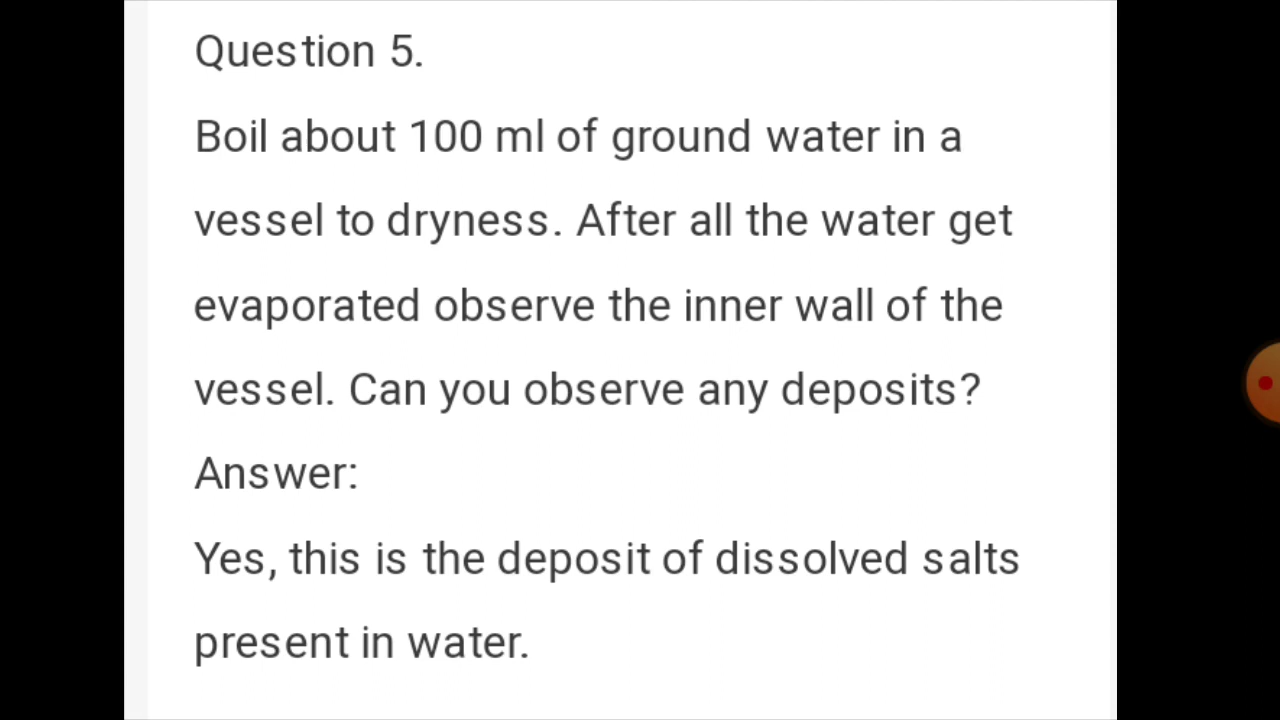 Question 5.
Boil about 100 ml of ground water in a
vessel to dryness. After all the water get
evaporated observe the inner wall of the
vessel. Can you observe any deposits?
Answer:
Yes, this is the deposit of dissolved salts
present in water.